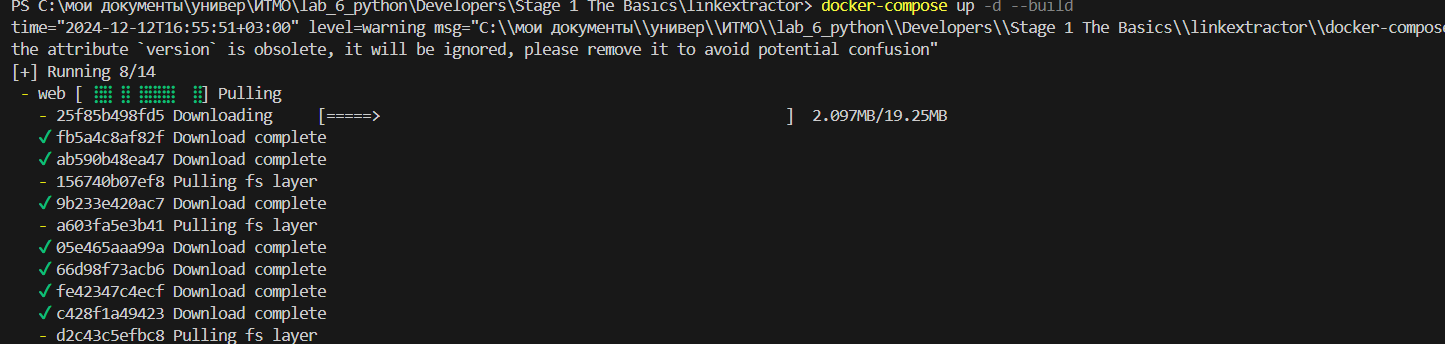 PS C:\мои документы\универ\ИТМО\lab_6_python\Developers\Stage 1 The Basics\linkextractor> docker-compose up -d --build
time="2024-12-12T16:55:51+03:00" level=warning msg="C:\\мои документы\\универ\\ИТМО\\lab_6_python\\Developers\\Stage 1 The Basics\\linkextractor\\docker-compose
the attribute `version` is obsolete, it will be ignored, please remove it to avoid potential confusion"
[+] Running 8/14
- web [ ⣿⣿ ⣿ ⣿⣿⣿⣿  ⣿] Pulling
- 25f85b498fd5 Downloading [=====> ] 2.097MB/19.25MB
✔ fb5a4c8af82f Download complete
✔ ab590b48ea47 Download complete
- 156740b07ef8 Pulling fs layer
✔ 9b233e420ac7 Download complete
- a603fa5e3b41 Pulling fs layer
✔ 05e465aaa99a Download complete
✔ 66d98f73acb6 Download complete
✔ fe42347c4ecf Download complete
✔ c428f1a49423 Download complete
- d2c43c5efbc8 Pulling fs layer